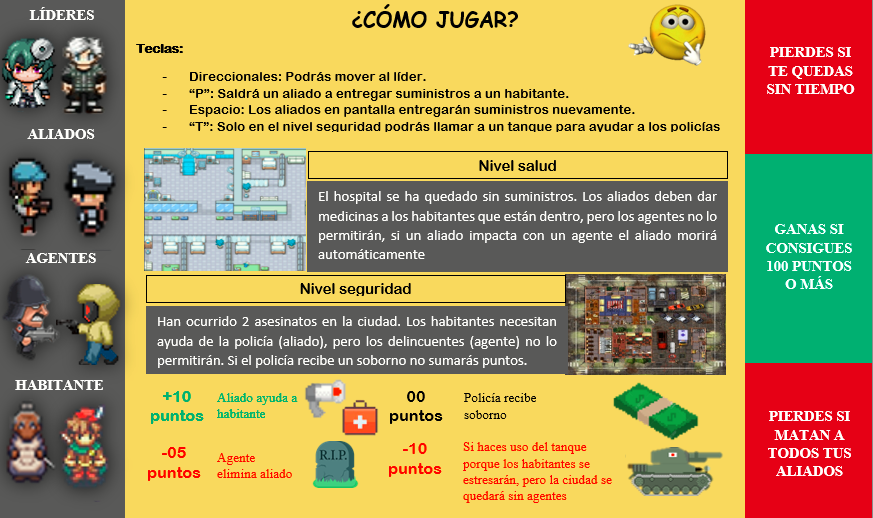 LÍDERES
ALIADOS
AGENTES
HABITANTE
¿CÓMO JUGAR?
Teclas:
- Direccionales: Podrás mover al líder.
- “P”: Saldrá un aliado a entregar suministros a un habitante.
- Espacio: Los aliados en pantalla entregarán suministros nuevamente.
- “T”: Solo en el nivel seguridad podrás llamar a un tanque para ayudar a los policías
Nivel salud
El hospital se ha quedado sin suministros. Los aliados deben dar
medicinas a los habitantes que están dentro, pero los agentes no lo
permitirán, si un aliado impacta con un agente el aliado morirá
automáticamente
Nivel seguridad
Han ocurrido 2 asesinatos en la ciudad. Los habitantes necesitan
ayuda de la policía (aliado), pero los delincuentes (agente) no lo
permitirán. Si el policía recibe un soborno no sumarás puntos.
+10
puntos
Aliado ayuda a
habitante
00
puntos
Policía recibe
soborno
-05
puntos
Agente
elimina aliado
R.I.P.
-10
puntos
Si haces uso del tanque
porque los habitantes se
estresarán, pero la ciudad se
quedará sin agentes
PIERDES SI
TE QUEDAS
SIN TIEMPO
GANAS SI
CONSIGUES
100 PUNTOS
O MÁS
PIERDES SI
MATAN A
TODOS TUS
ALIADOS